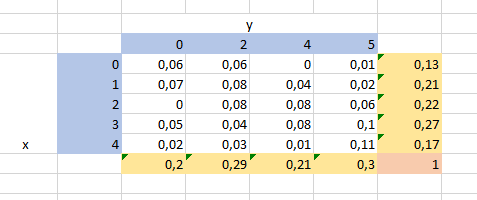 y
0 2 4 5
0 0,06 0,06 0 0,01 0,13
1 0,07 0,08 0,04 0,02 0,21
2 0 0,08 0,08 0,06 0,22
3 0,05 0,04 0,08 0,1 0,27
x 4 0,02 0,03 0,01 0,11 0,17
0,2 0,29 0,21 0,3 1